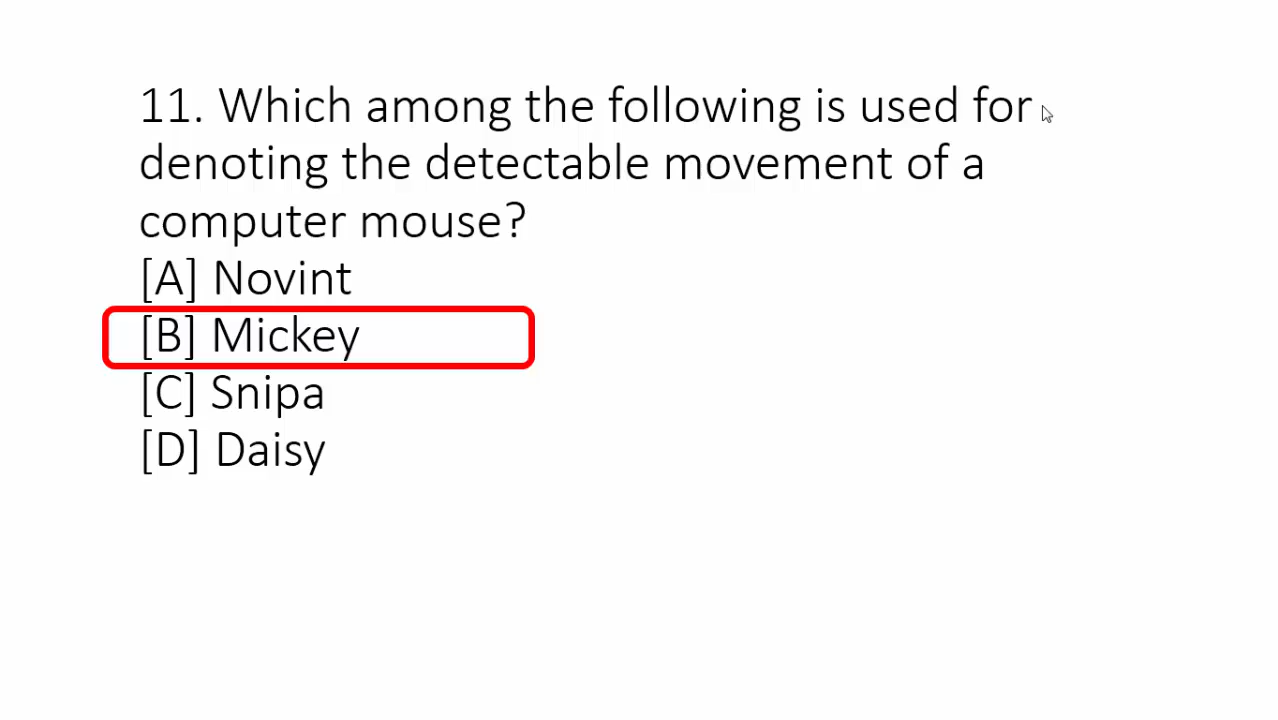 11. Which among the following is used for
denoting the detectable movement of a
computer mouse?
[A] Novint
[B] Mickey
[C] Snipa
[D] Daisy